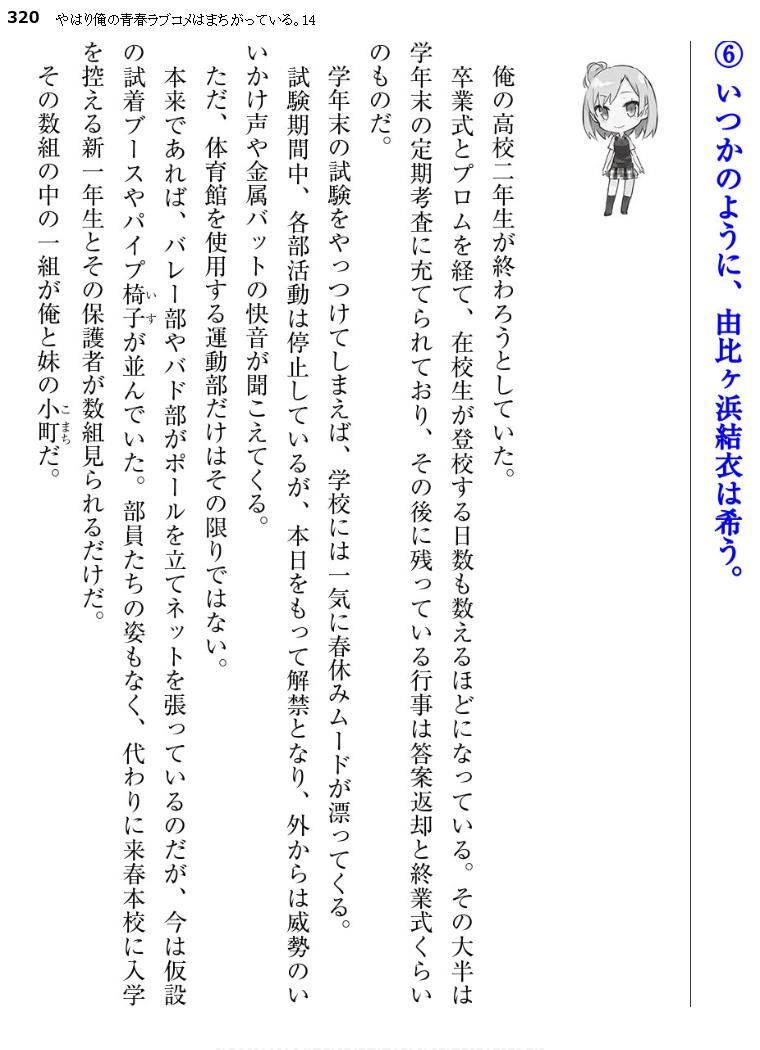 320 やはり俺の青春ラブコメはまちがっている。14
⑥ いつかのように、由比ヶ浜結衣は希う。
俺の高校二年生が終わろうとしていた。
卒業式とプロムを経て、在校生が登校する日数も数えるほどになっている。その大半は
学年末の定期考査に充てられており、その後に残っている行事は答案返却と終業式くらい
のものだ。
学年末の試験をやっつけてしまえば、学校には一気に春休みムードが漂ってくる。
試験期間中、各部活動は停止しているが、本日をもって解禁となり、外からは威勢のい
いかけ声や金属バットの快音が聞こえてくる。
ただ、体育館を使用する運動部だけはその限りではない。
本来であれば、バレー部やバド部がポールを立てネットを張っているのだが、今は仮設
の試着ブースやパイプ椅子が並んでいた。部員たちの姿もなく、代わりに来春本校に入学
を控える新一年生とその保護者が数組見られるだけだ。
その数組の中の一組が俺と妹の小町だ。